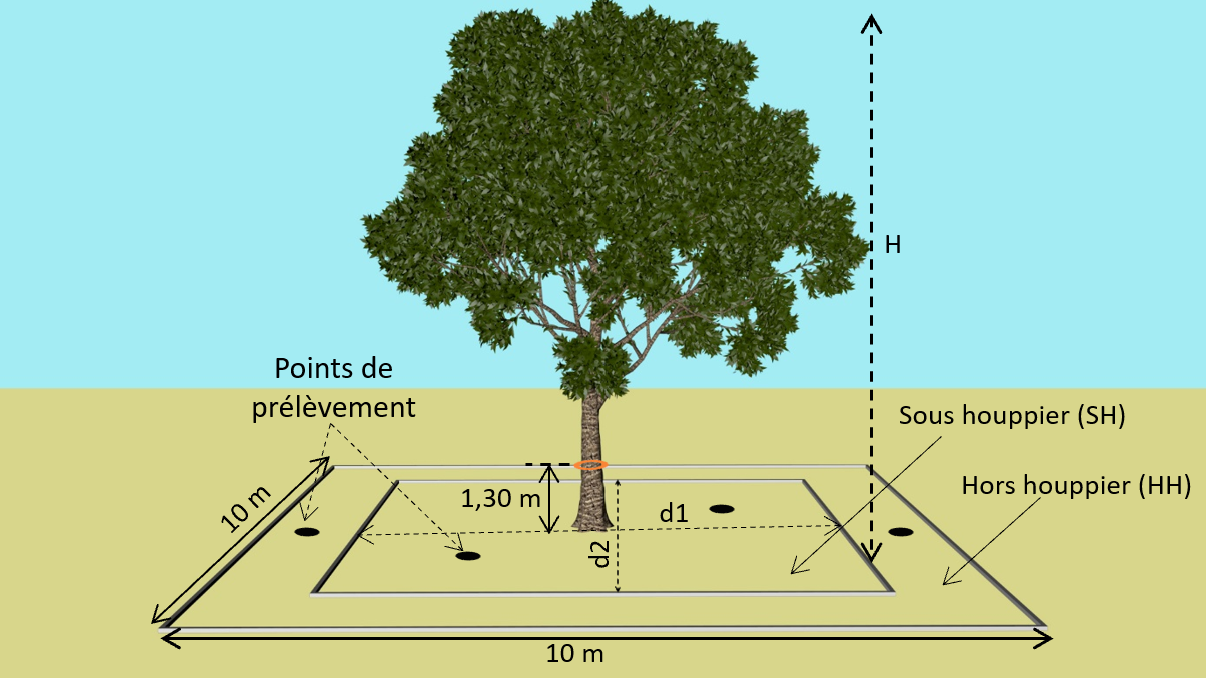 H
Points de
prélèvement
Sous houppier (SH)
Hors houppier (HH)
10 m
1,30 m
d1
d2
10 m